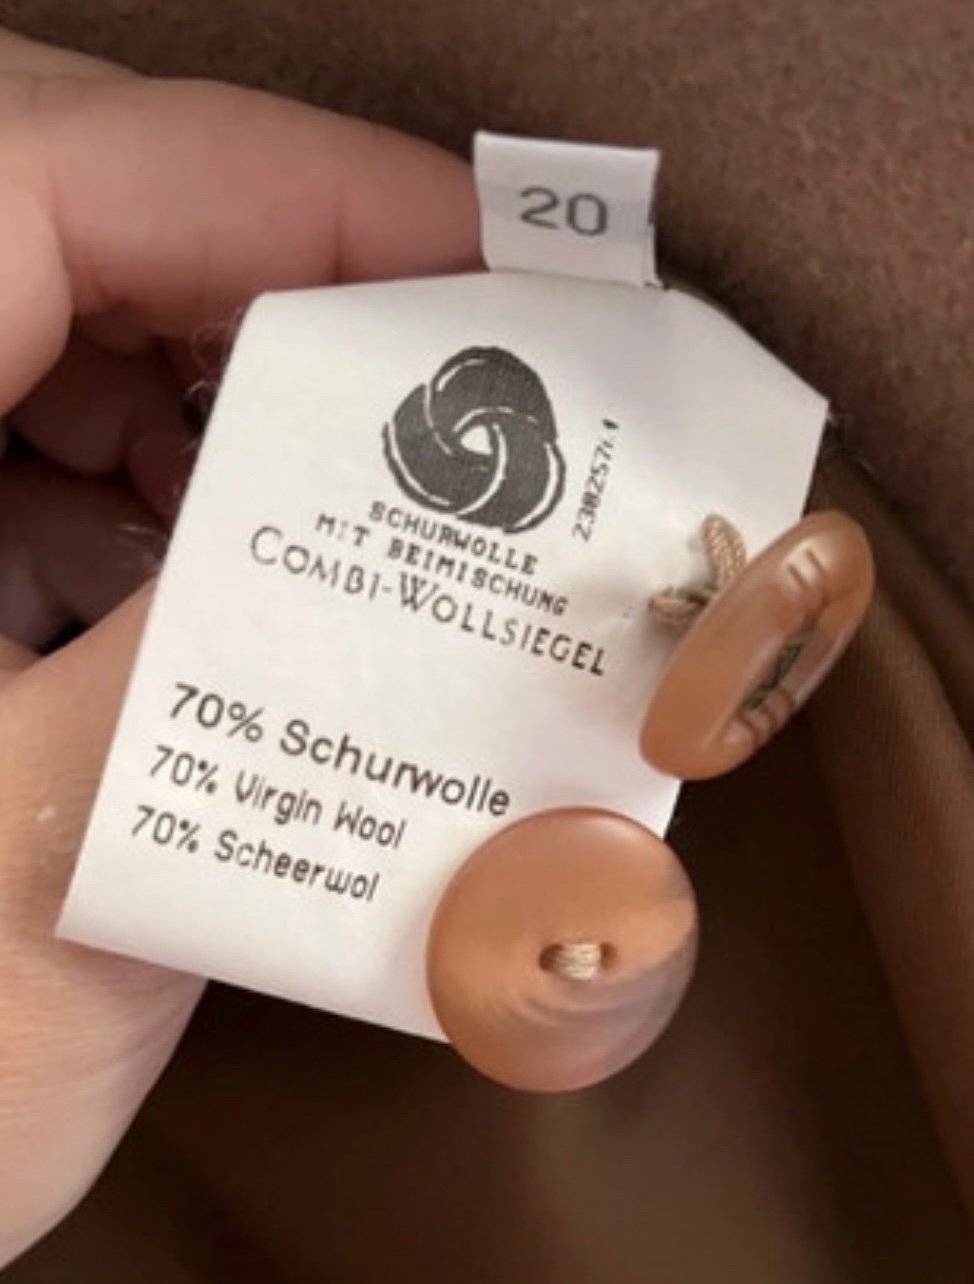 20
SCHURWOLLE
MIT BEIMISCHUNG
COMBI-WOLLSIEGEL
70% Schurwolle
70% Virgin Wool
70% Scheerwol